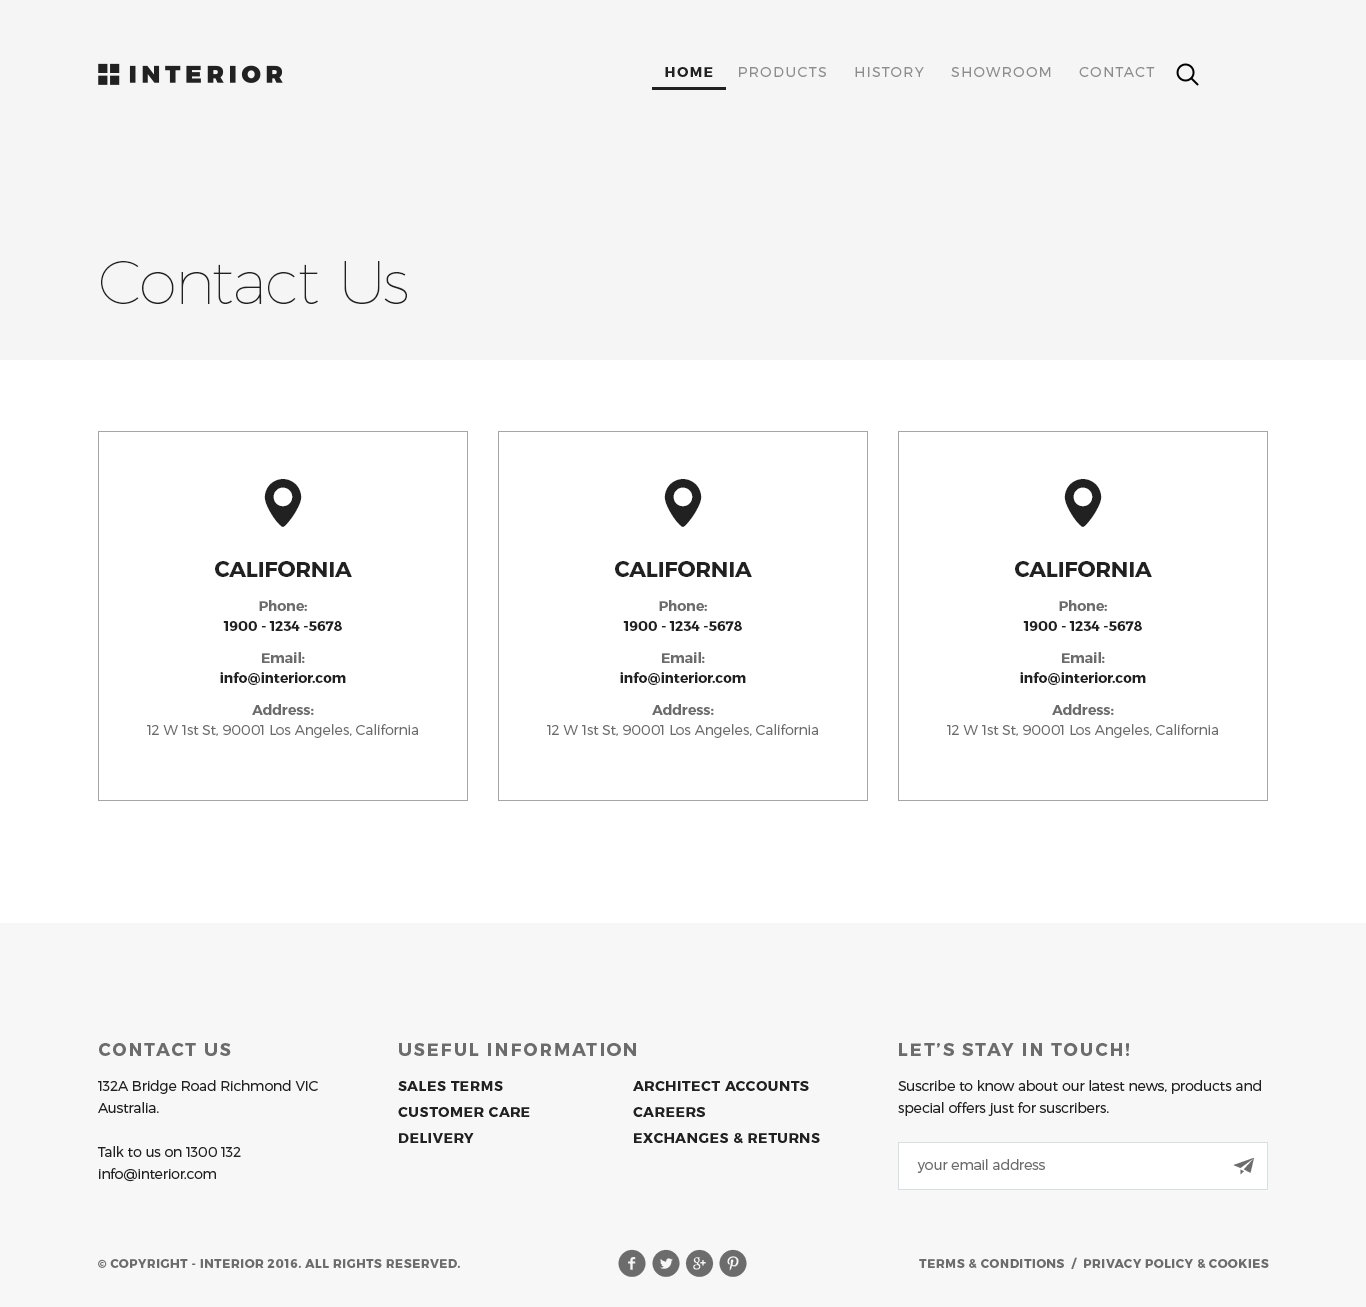 INTERIOR
HOME PRODUCTS HISTORY SHOWROOM CONTACT
Contact Us
CALIFORNIA
Phone:
1900 - 1234 -5678
Email:
info@interior.com
Address:
12 W 1st St, 90001 Los Angeles, California
CALIFORNIA
Phone:
1900 - 1234 -5678
Email:
info@interior.com
Address:
12 W 1st St, 90001 Los Angeles, California
CALIFORNIA
Phone:
1900 - 1234 -5678
Email:
info@interior.com
Address:
12 W 1st St, 90001 Los Angeles, California
CONTACT US
132A Bridge Road Richmond VIC
Australia.
Talk to us on 1300 132
info@interior.com
USEFUL INFORMATION
SALES TERMS
CUSTOMER CARE
DELIVERY
ARCHITECT ACCOUNTS
CAREERS
EXCHANGES & RETURNS
LET’S STAY IN TOUCH!
Suscribe to know about our latest news, products and
special offers just for suscribers.
your email address
© COPYRIGHT - INTERIOR 2016. ALL RIGHTS RESERVED.
TERMS & CONDITIONS / PRIVACY POLICY & COOKIES